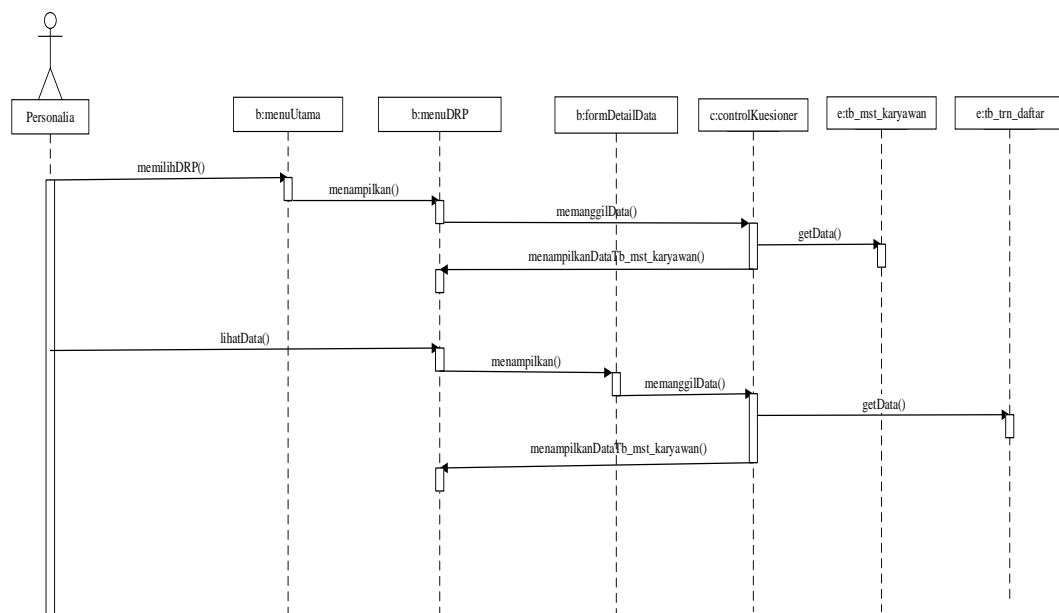 Personalia
b:menuUtama
b:menuDRP
b:formDetailData
c:controlKuesioner
e:tb_mst_karyawan
e:tb_trn_daftar
memilihDRP()
menampilkan()
memanggilData()
getData()
menampilkanDataTb_mst_karyawan()
lihatData()
menampilkan()
memanggilData()
getData()
menampilkanDataTb_mst_karyawan()